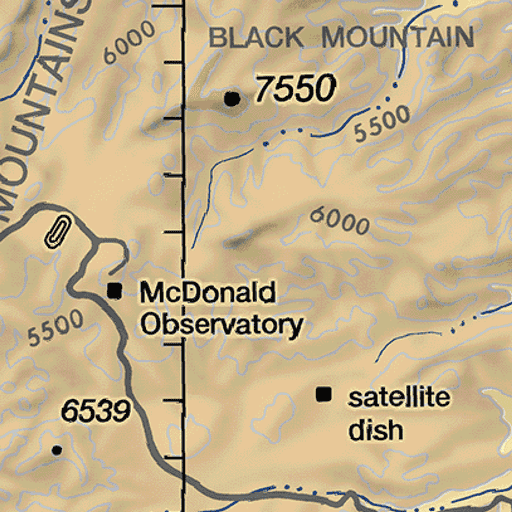 MOUNTAINS
6000
BLACK MOUNTAIN
7550
5500
6000
McDonald
Observatory
5500
satellite
dish
6539